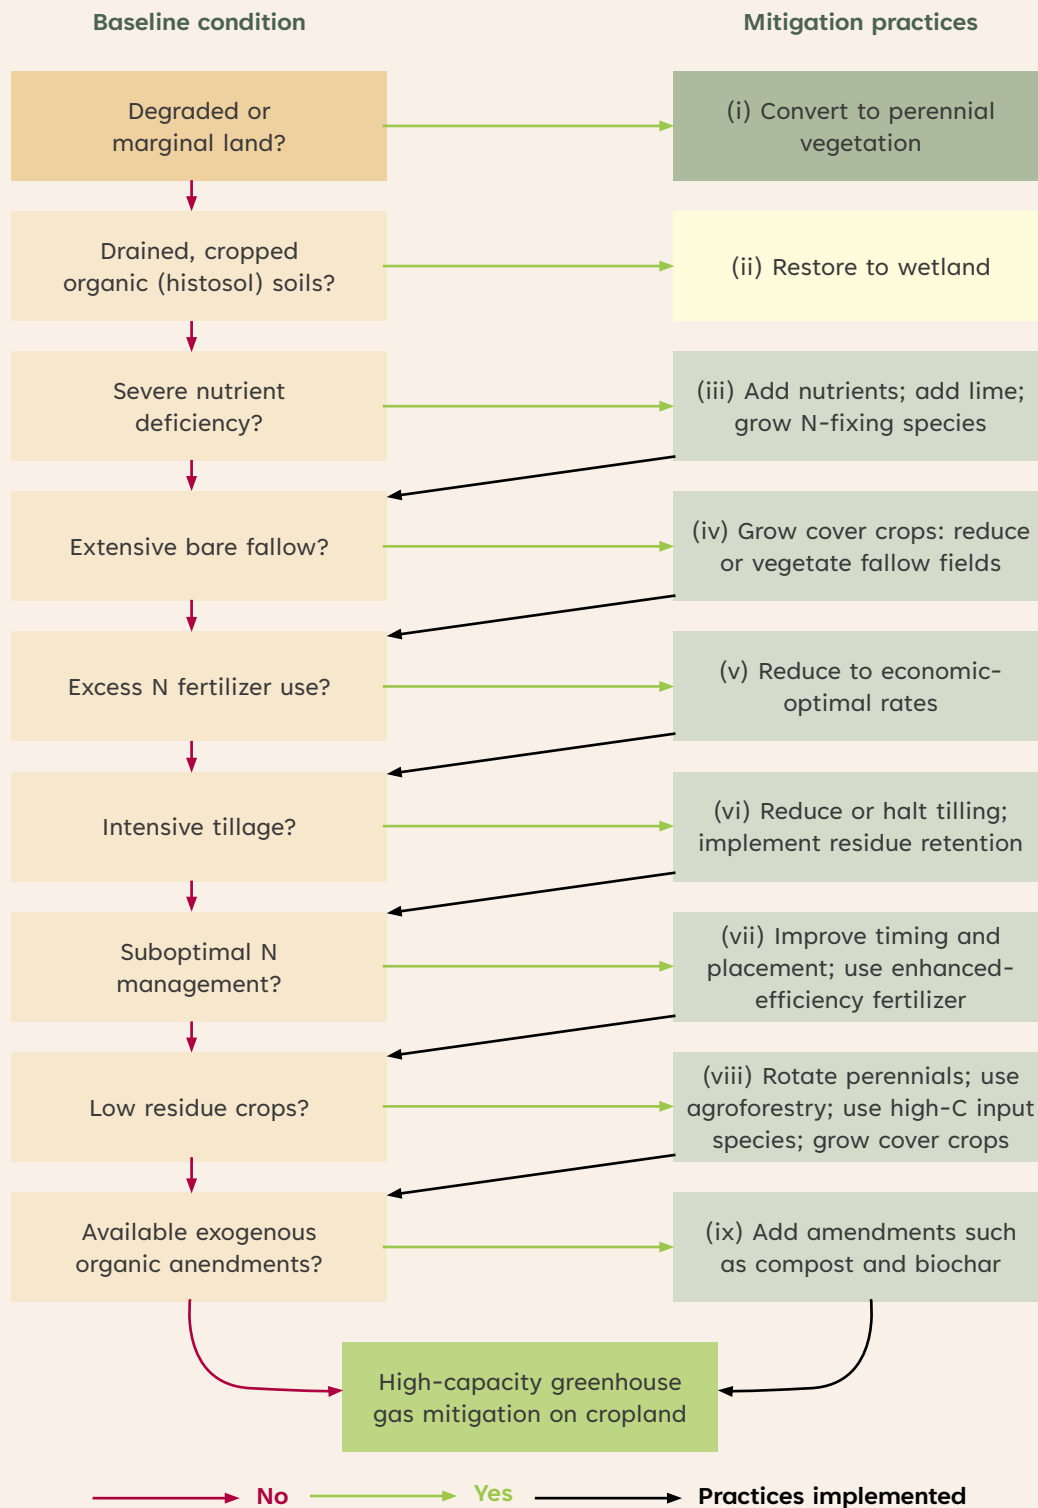 Baseline condition
Mitigation practices
Degraded or
marginal land?
(i) Convert to perennial
vegetation
Drained, cropped
organic (histosol) soils?
(ii) Restore to wetland
Severe nutrient
deficiency?
(iii) Add nutrients; add lime;
grow N-fixing species
Extensive bare fallow?
(iv) Grow cover crops: reduce
or vegetate fallow fields
Excess N fertilizer use?
(v) Reduce to economic-
optimal rates
Intensive tillage?
(vi) Reduce or halt tilling;
implement residue retention
Suboptimal N
management?
(vii) Improve timing and
placement; use enhanced-
efficiency fertilizer
Low residue crops?
(viii) Rotate perennials; use
agroforestry; use high-C input
species; grow cover crops
Available exogenous
organic anendments?
(ix) Add amendments such
as compost and biochar
High-capacity greenhouse
gas mitigation on cropland
No
Yes
Practices implemented